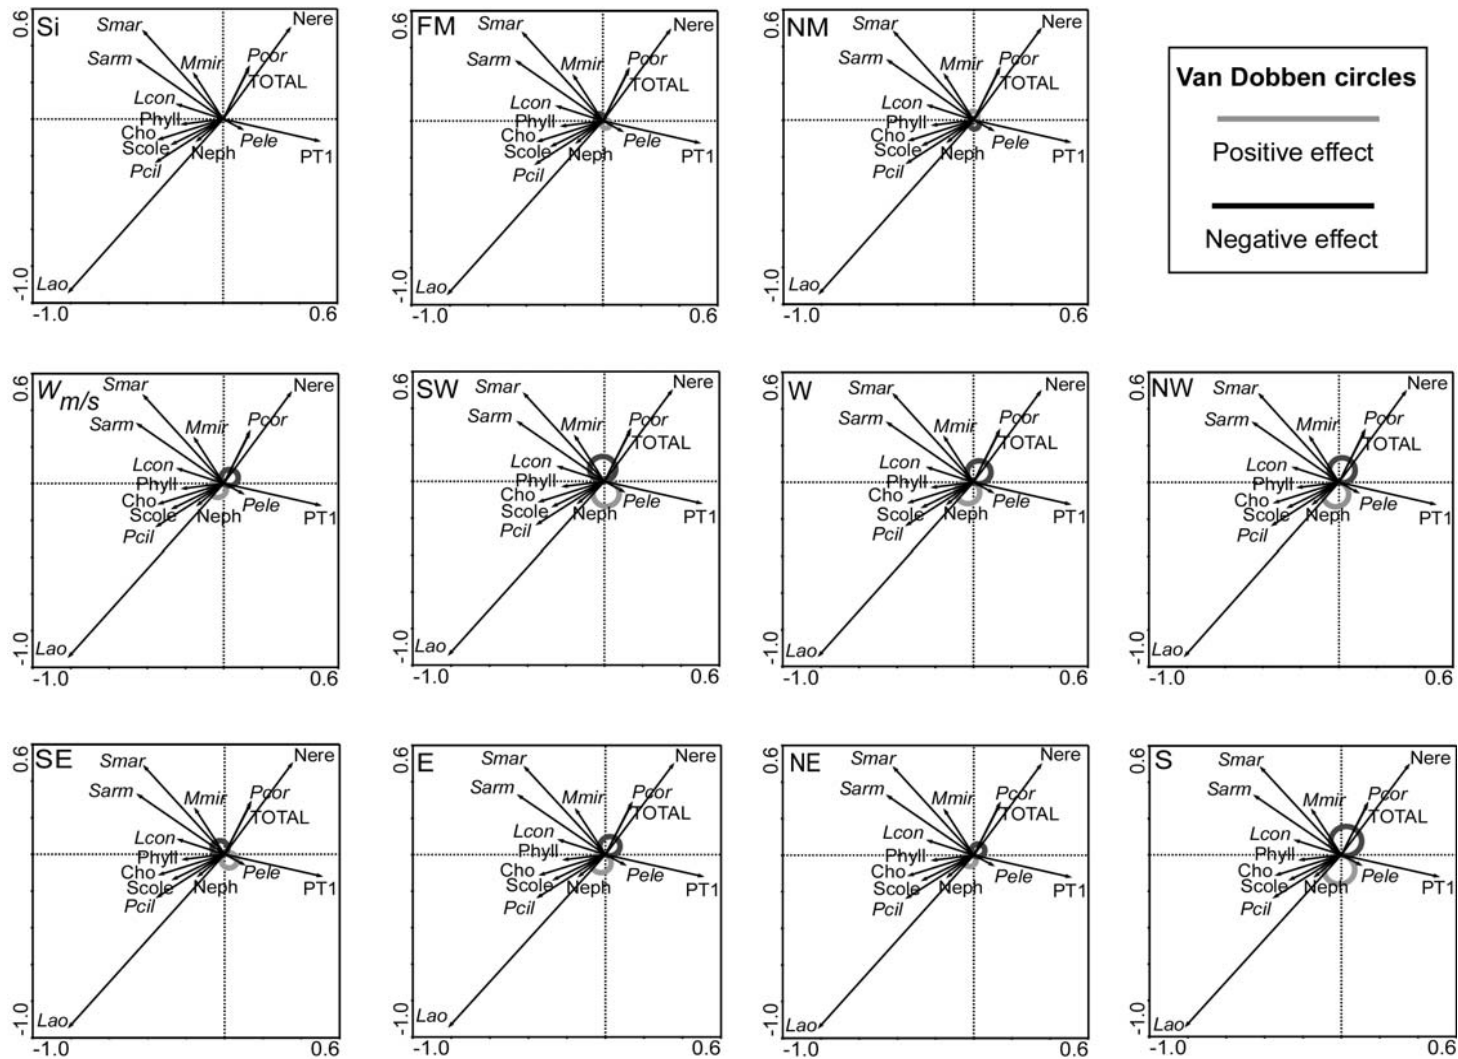 Si
0.6
Smar
Nere
Sarm
Mmir
Pcor
TOTAL
Lcon
Phyll
Cho
Scole
Pcil
Neph
Pele
PT1
Lao
-1.0
-1.0
0.6
FM
Smar
Nere
Sarm
Mmir
Pcor
TOTAL
Lcon
Phyll
Cho
Scole
Pcil
Neph
Pele
PT1
Lao
-1.0
-1.0
0.6
0.6
NM
Smar
Nere
Sarm
Mmir
Pcor
TOTAL
Lcon
Phyll
Cho
Scole
Pcil
Neph
Pele
PT1
Lao
-1.0
-1.0
0.6
0.6
Van Dobben circles
Positive effect
Negative effect
W m/s
0.6
Smar
Nere
Sarm
Mmir
Pcor
TOTAL
Lcon
Phyll
Cho
Scole
Pcil
Neph
Pele
PT1
Lao
-1.0
-1.0
0.6
SW
0.6
Smar
Nere
Sarm
Mmir
Pcor
TOTAL
Lcon
Phyll
Cho
Scole
Pcil
Neph
Pele
PT1
Lao
-1.0
-1.0
0.6
W
0.6
Smar
Nere
Sarm
Mmir
Pcor
TOTAL
Lcon
Phyll
Cho
Scole
Pcil
Neph
Pele
PT1
Lao
-1.0
-1.0
0.6
NW
0.6
Smar
Nere
Sarm
Mmir
Pcor
TOTAL
Lcon
Phyll
Cho
Scole
Pcil
Neph
Pele
PT1
Lao
-1.0
-1.0
0.6
SE
0.6
Smar
Nere
Sarm
Mmir
Pcor
TOTAL
Lcon
Phyll
Cho
Scole
Pcil
Neph
Pele
PT1
Lao
-1.0
-1.0
0.6
E
0.6
Smar
Nere
Sarm
Mmir
Pcor
TOTAL
Lcon
Phyll
Cho
Scole
Pcil
Neph
Pele
PT1
Lao
-1.0
-1.0
0.6
NE
0.6
Smar
Nere
Sarm
Mmir
Pcor
TOTAL
Lcon
Phyll
Cho
Scole
Pcil
Neph
Pele
PT1
Lao
-1.0
-1.0
0.6
S
0.6
Smar
Nere
Sarm
Mmir
Pcor
TOTAL
Lcon
Phyll
Cho
Scole
Pcil
Neph
Pele
PT1
Lao
-1.0
-1.0
0.6